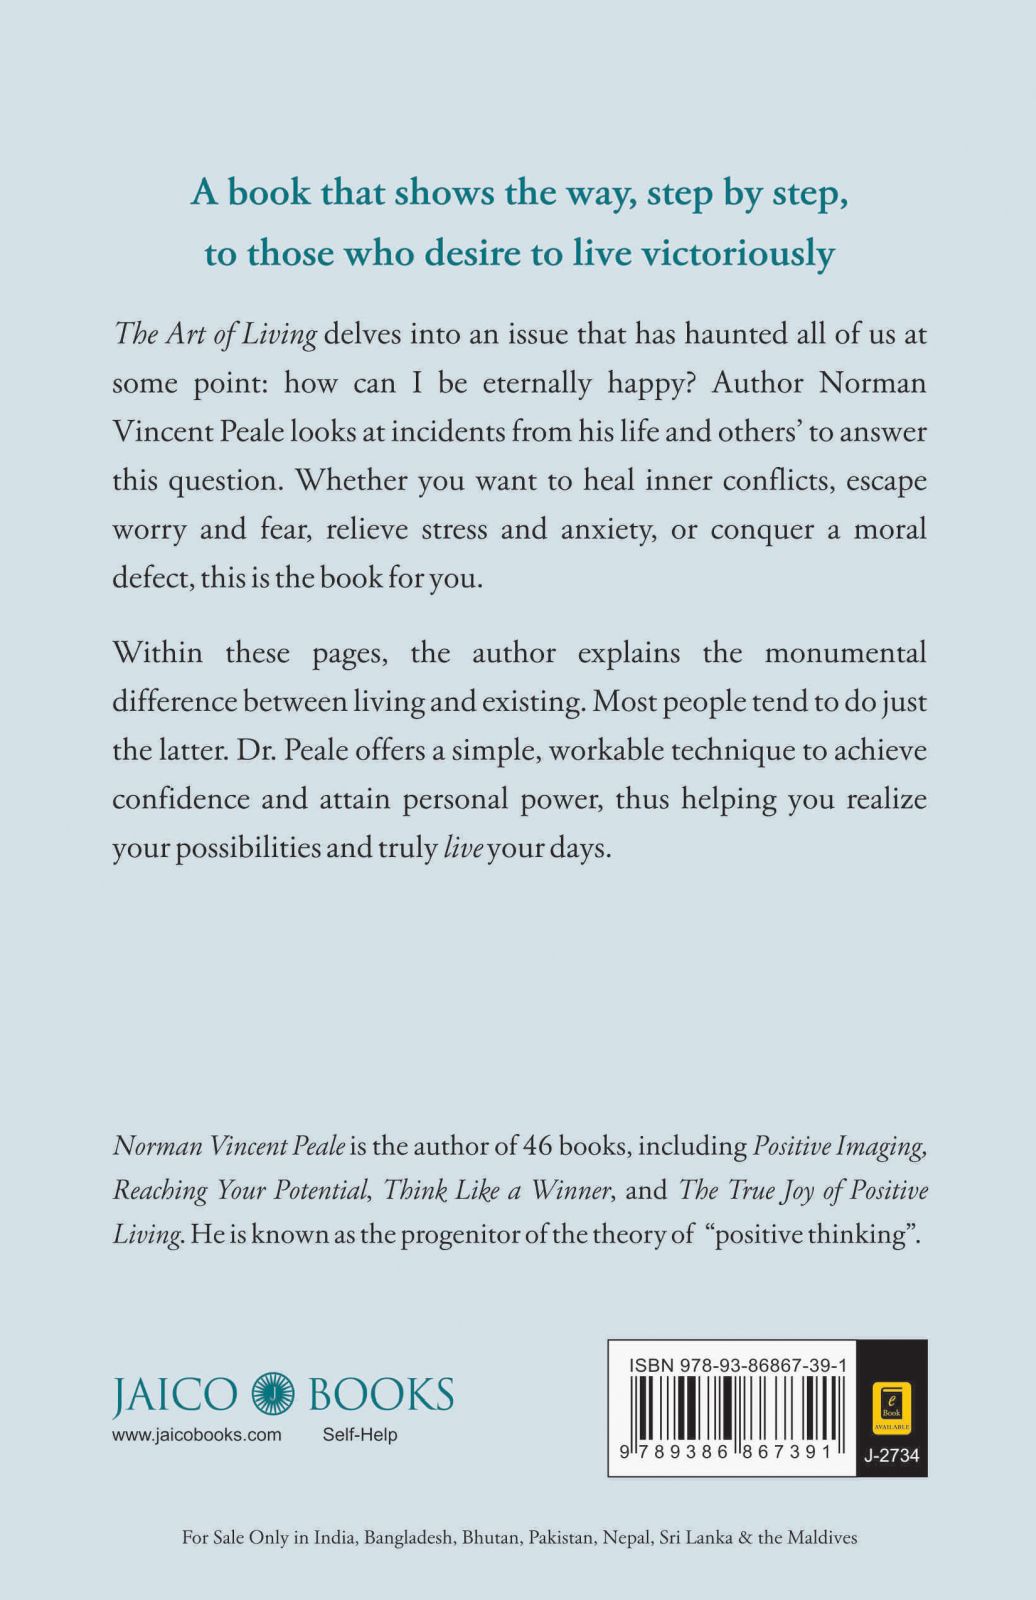 A book that shows the way, step by step,
to those who desire to live victoriously
The Art of Living delves into an issue that has haunted all of us at
some point: how can I be eternally happy? Author Norman
Vincent Peale looks at incidents from his life and others’ to answer
this question. Whether you want to heal inner conflicts, escape
worry and fear, relieve stress and anxiety, or conquer a moral
defect, this is the book for you.
Within these pages, the author explains the monumental
difference between living and existing. Most people tend to do just
the latter. Dr. Peale offers a simple, workable technique to achieve
confidence and attain personal power, thus helping you realize
your possibilities and truly live your days.
Norman Vincent Peale is the author of 46 books, including Positive Imaging,
Reaching Your Potential, Think Like a Winner, and The True Joy of Positive
Living. He is known as the progenitor of the theory of “positive thinking”.
JAICO J BOOKS
www.jaicobooks.com Self-Help
ISBN 978-93-86867-39-1
9 789386 867391
e
Book
AVAILABLE
J-2734
For Sale Only in India, Bangladesh, Bhutan, Pakistan, Nepal, Sri Lanka & the Maldives